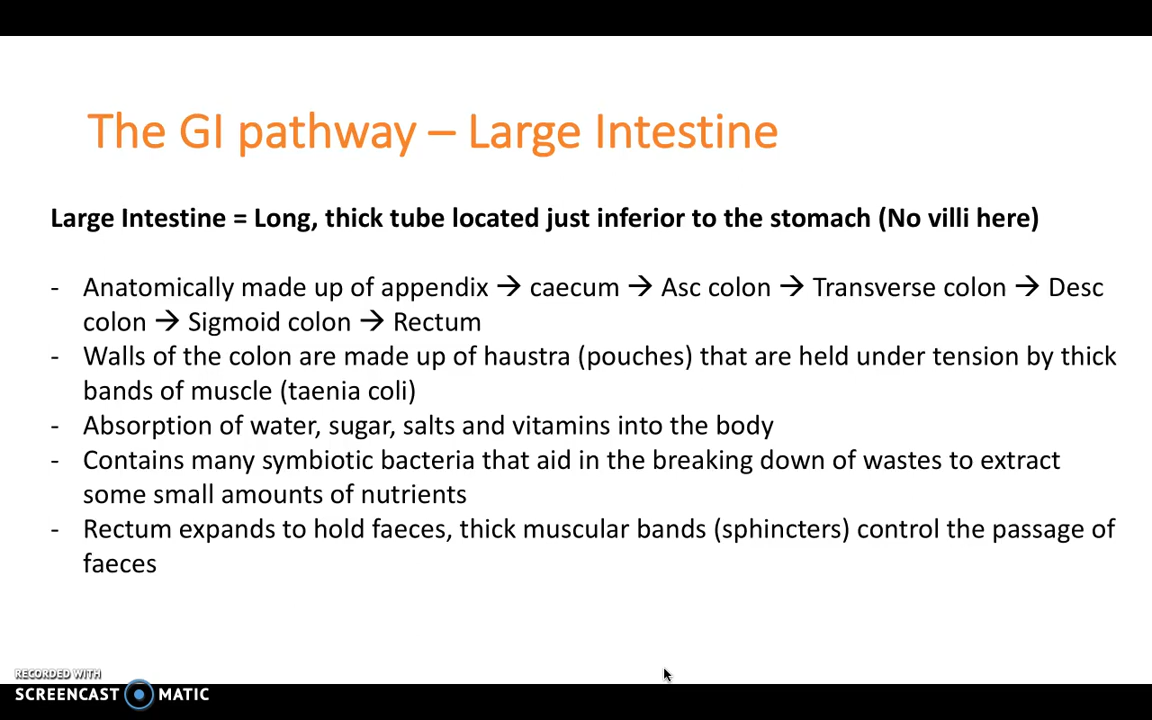 The GI pathway – Large Intestine
Large Intestine = Long, thick tube located just inferior to the stomach (No villi here)
- Anatomically made up of appendix → caecum → Asc colon → Transverse colon → Desc
colon → Sigmoid colon → Rectum
- Walls of the colon are made up of haustra (pouches) that are held under tension by thick
bands of muscle (taenia coli)
- Absorption of water, sugar, salts and vitamins into the body
- Contains many symbiotic bacteria that aid in the breaking down of wastes to extract
some small amounts of nutrients
- Rectum expands to hold faeces, thick muscular bands (sphincters) control the passage of
faeces
RECORDED WITH
SCREENCAST MATIC